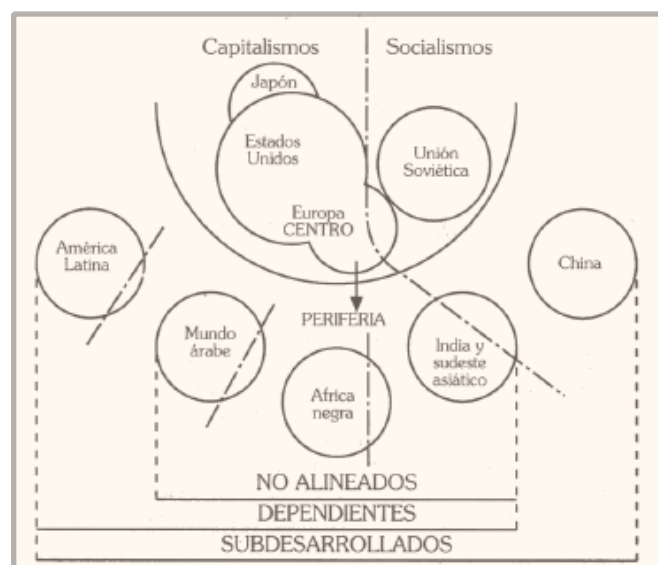 Capitalismos
Socialismos
Japón
Estados
Unidos
Unión
Soviética
Europa
CENTRO
América
Latina
China
PERIFERIA
Mundo
árabe
India y
sudeste
asiático
Africa
negra
NO ALINEADOS
DEPENDIENTES
SUBDESARROLLADOS